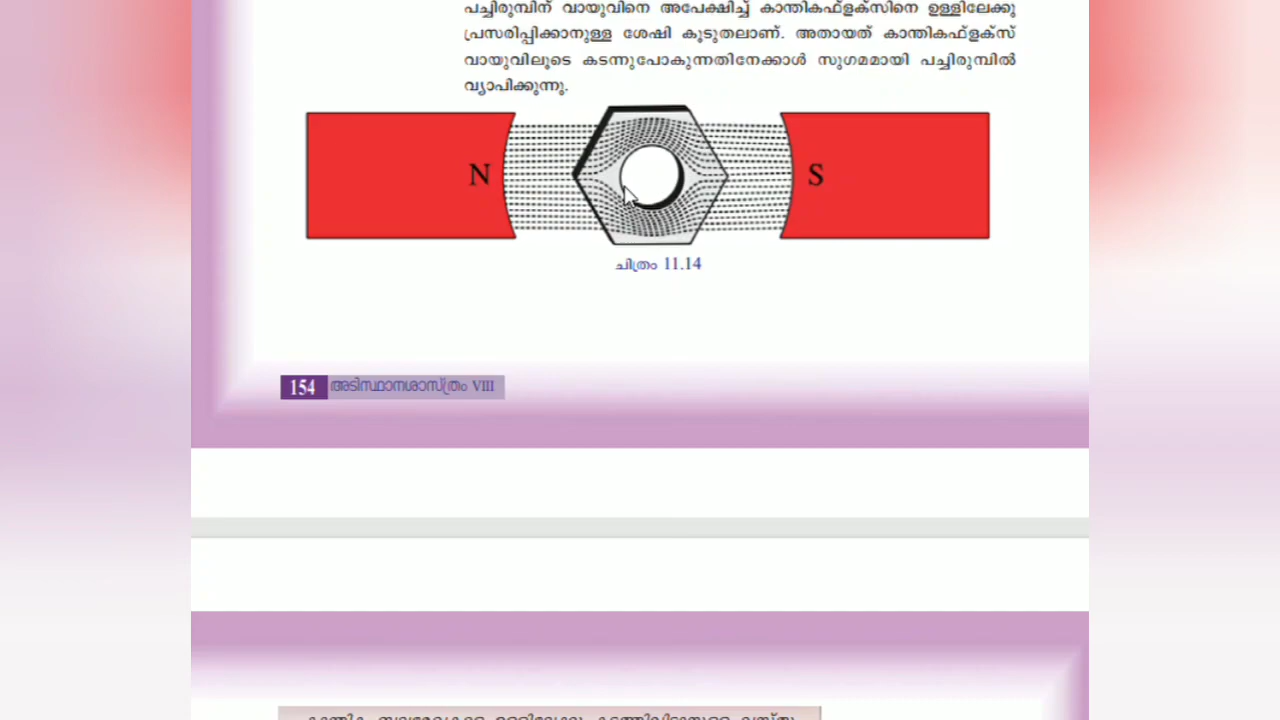 പച്ചിരുമ്പിന് വായുവിനെ അപേക്ഷിച്ച് കാന്തികഫ്ളക്സിനെ ഉള്ളിലേക്കു
പ്രസരിപ്പിക്കാനുള്ള ശേഷി കൂടുതലാണ്. അതായത് കാന്തികഫ്ളക്സ്
വായുവിലൂടെ കടന്നുപോകുന്നതിനേക്കാൾ സുഗമമായി പച്ചിരുമ്പിൽ
വ്യാപിക്കുന്നു.
N S
ചിത്രം 11.14
154 അടിസ്ഥാനശാസ്ത്രം VIII